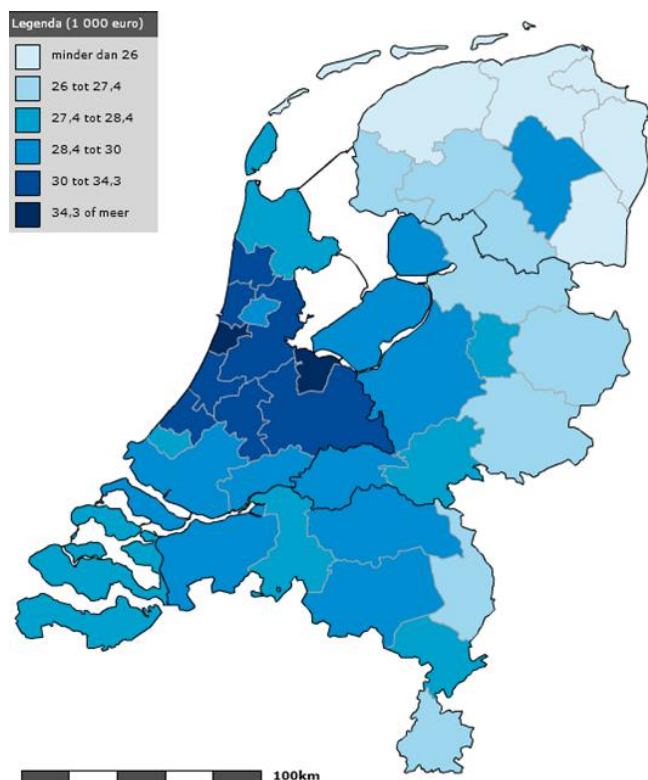 Legenda (1 000 euro)
minder dan 26
26 tot 27,4
27,4 tot 28,4
28,4 tot 30
30 tot 34,3
34,3 of meer
100km